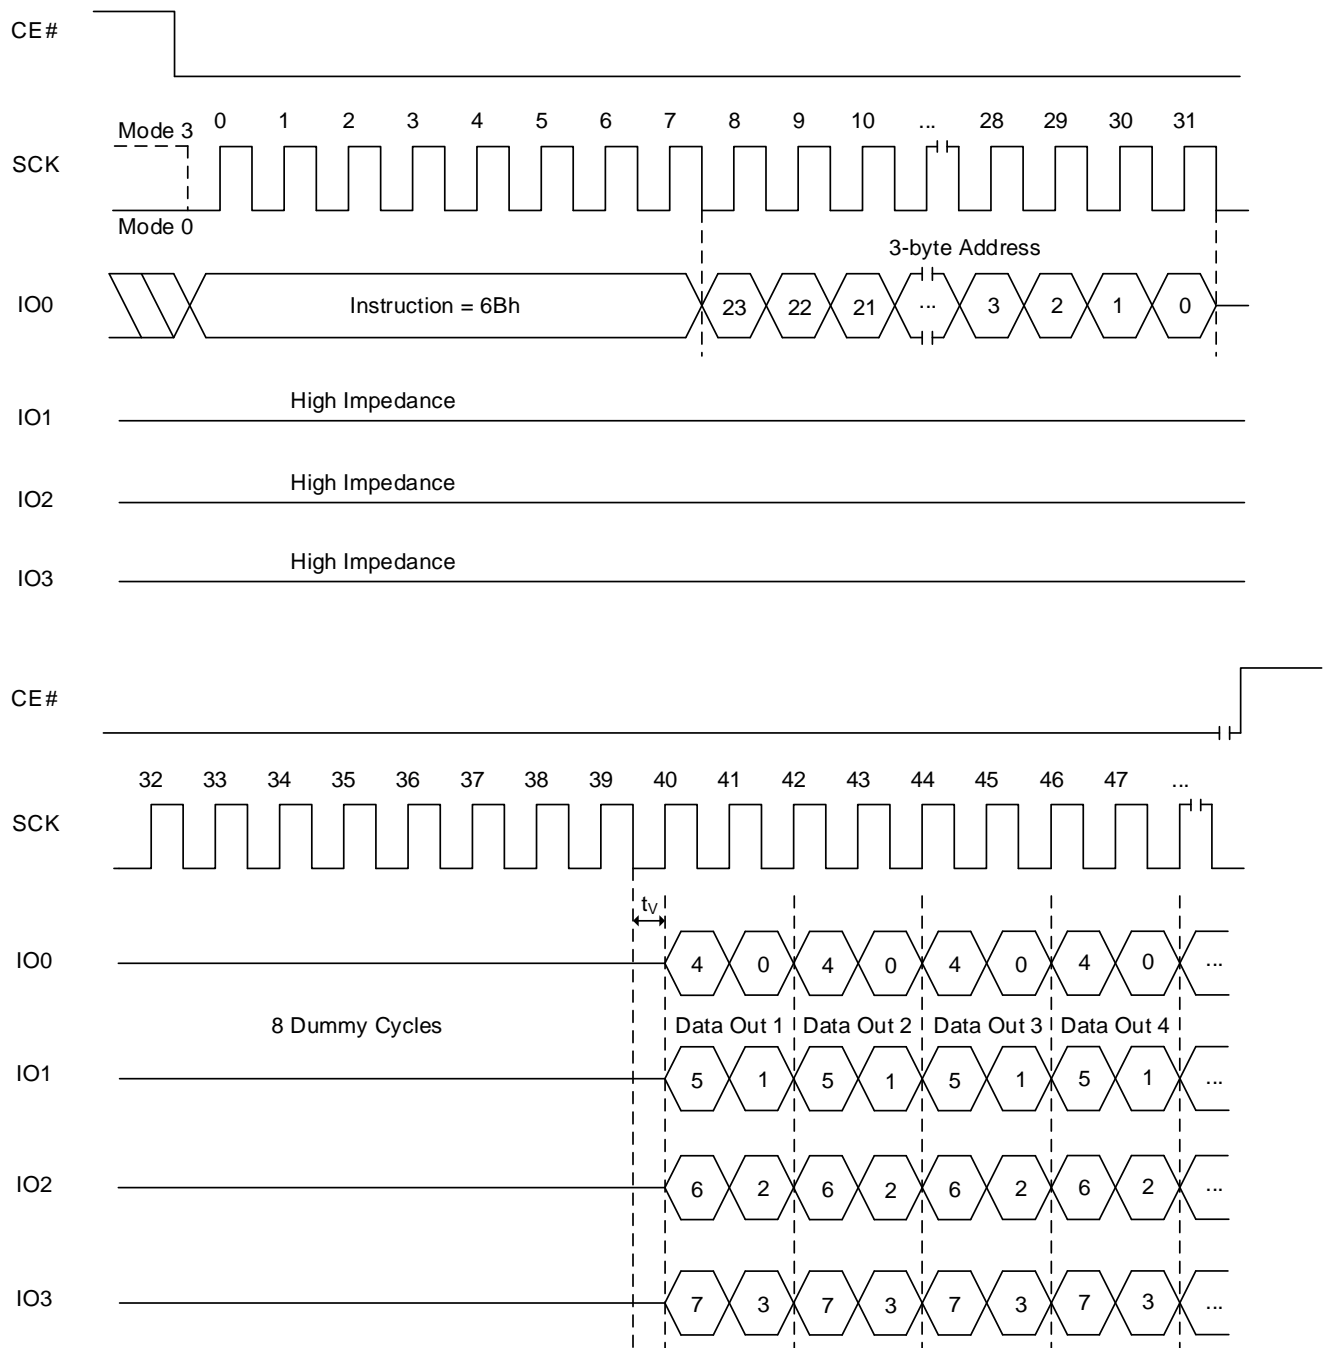 CE#
Mode 3 0 1 2 3 4 5 6 7 8 9 10 ... 28 29 30 31
SCK
Mode 0
3-byte Address
IO0 Instruction = 6Bh 23 22 21 ... 3 2 1 0
High Impedance
IO1
High Impedance
IO2
High Impedance
IO3
CE#
32 33 34 35 36 37 38 39 40 41 42 43 44 45 46 47 ...
SCK
tV
IO0 4 0 4 0 4 0 4 0 ...
8 Dummy Cycles Data Out 1 Data Out 2 Data Out 3 Data Out 4
IO1 5 1 5 1 5 1 5 1 ...
IO2 6 2 6 2 6 2 6 2 ...
IO3 7 3 7 3 7 3 7 3 ...